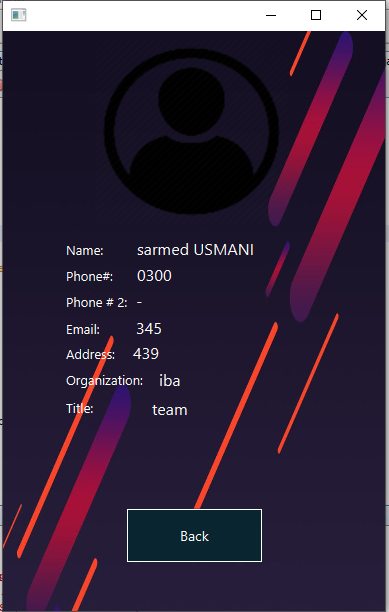 Name: sarmed USMANI
Phone#: 0300
Phone # 2: -
Email: 345
Address: 439
Organization: iba
Title: team
Back